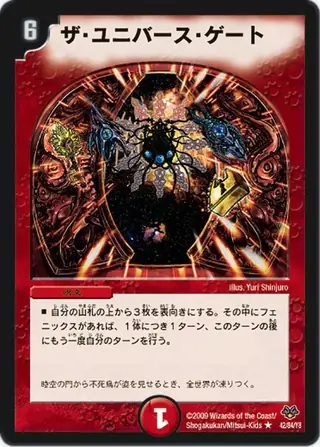 6
ザ・ユニバース・ゲート
illus. Yuri Shinjuro
呪文
■ 自分の山札の上から3枚を表向きにする。その中にフェ
ニックスがあれば、1体につき1ターン、このターンの後
にもう一度自分のターンを行う。
時空の門から不死鳥が姿を見せるとき、全世界が凍りつく。
1
©2009 Wizards of the Coast/
Shogakukan/Mitsui-Kids ★ 42/84/Y8